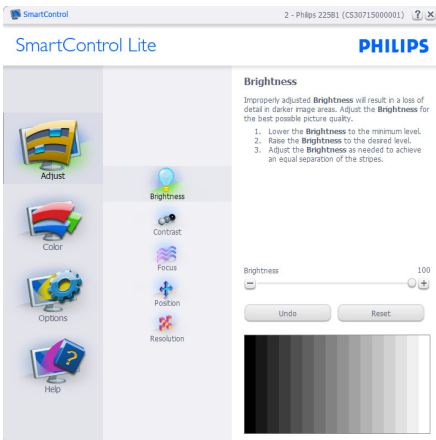 SmartControl
2 - Philips 225B1 (CS30715000001)
SmartControl Lite
PHILIPS
Adjust
Color
Options
Help
Brightness
Contrast
Focus
Position
Resolution
Brightness
Improperly adjusted Brightness will result in a loss of
detail in darker image areas. Adjust the Brightness for
the best possible picture quality.
1. Lower the Brightness to the minimum level.
2. Raise the Brightness to the desired level.
3. Adjust the Brightness as needed to achieve
an equal separation of the stripes.
Brightness 100
Undo Reset